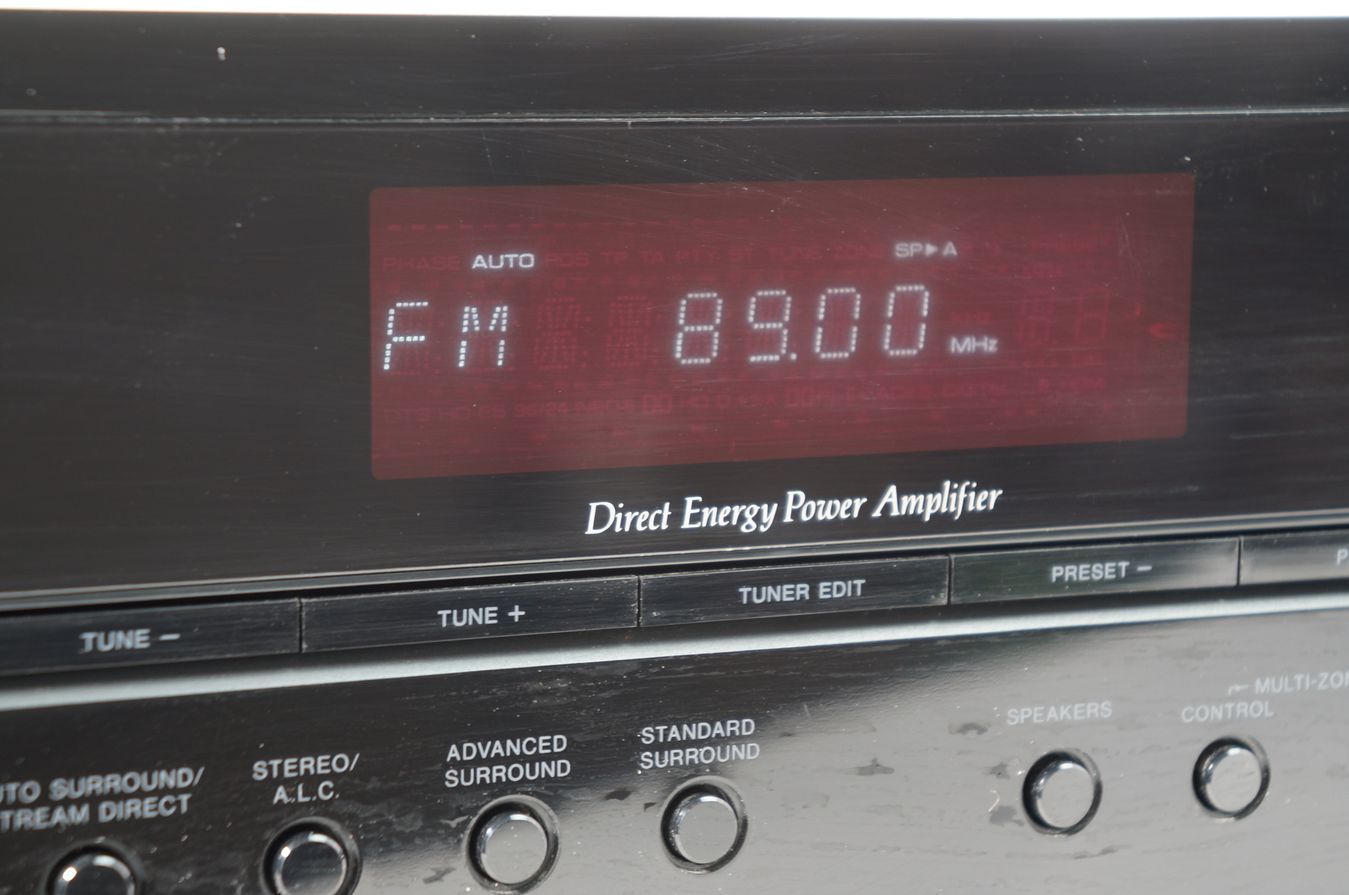 AUTO SP►A
FM 89.00 MHz
Direct Energy Power Amplifier
TUNE − TUNE + TUNER EDIT PRESET −
MULTI-ZO
STANDARD
SURROUND
SPEAKERS
CONTROL
ADVANCED
SURROUND
STEREO/
A.L.C.
UTO SURROUND/
TREAM DIRECT